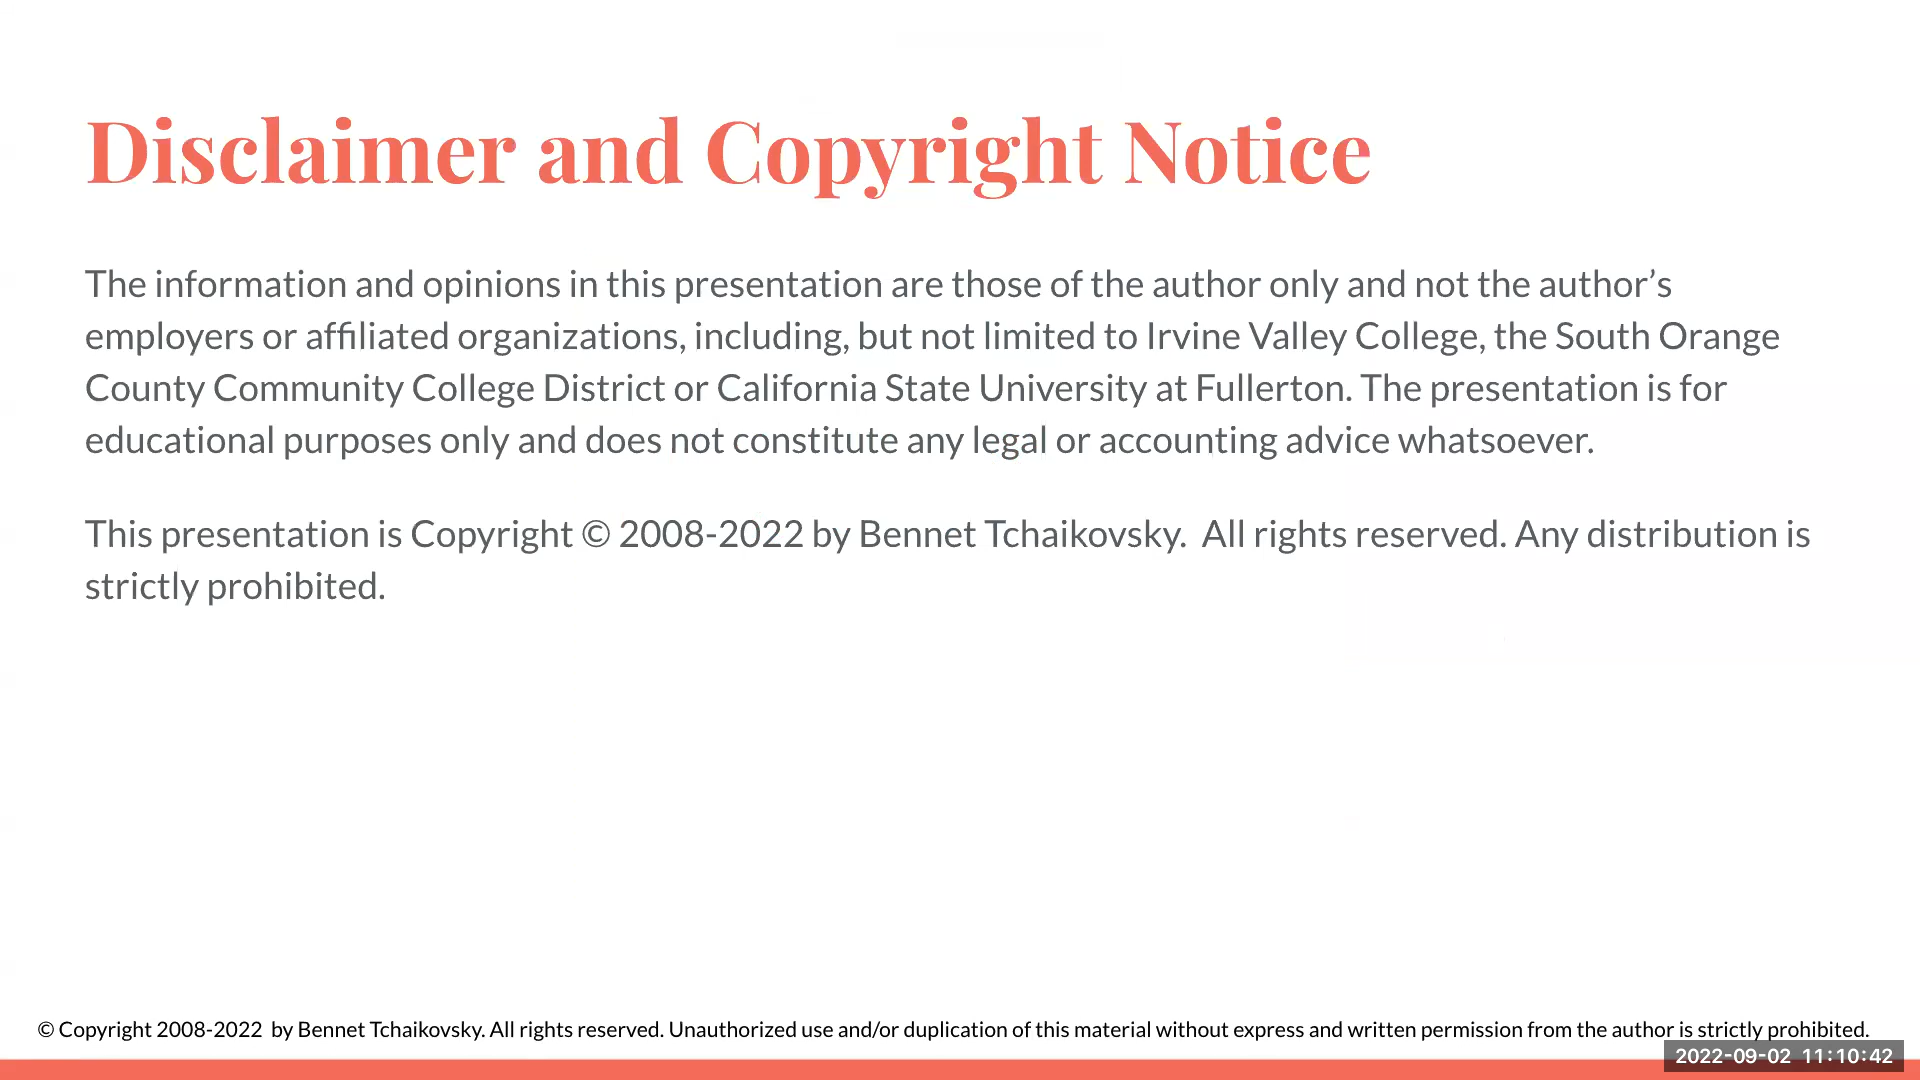 Disclaimer and Copyright Notice
The information and opinions in this presentation are those of the author only and not the author’s
employers or affiliated organizations, including, but not limited to Irvine Valley College, the South Orange
County Community College District or California State University at Fullerton. The presentation is for
educational purposes only and does not constitute any legal or accounting advice whatsoever.
This presentation is Copyright © 2008-2022 by Bennet Tchaikovsky.  All rights reserved. Any distribution is
strictly prohibited.
© Copyright 2008-2022  by Bennet Tchaikovsky. All rights reserved. Unauthorized use and/or duplication of this material without express and written permission from the author is strictly prohibited.
2022-09-02 11:10:42